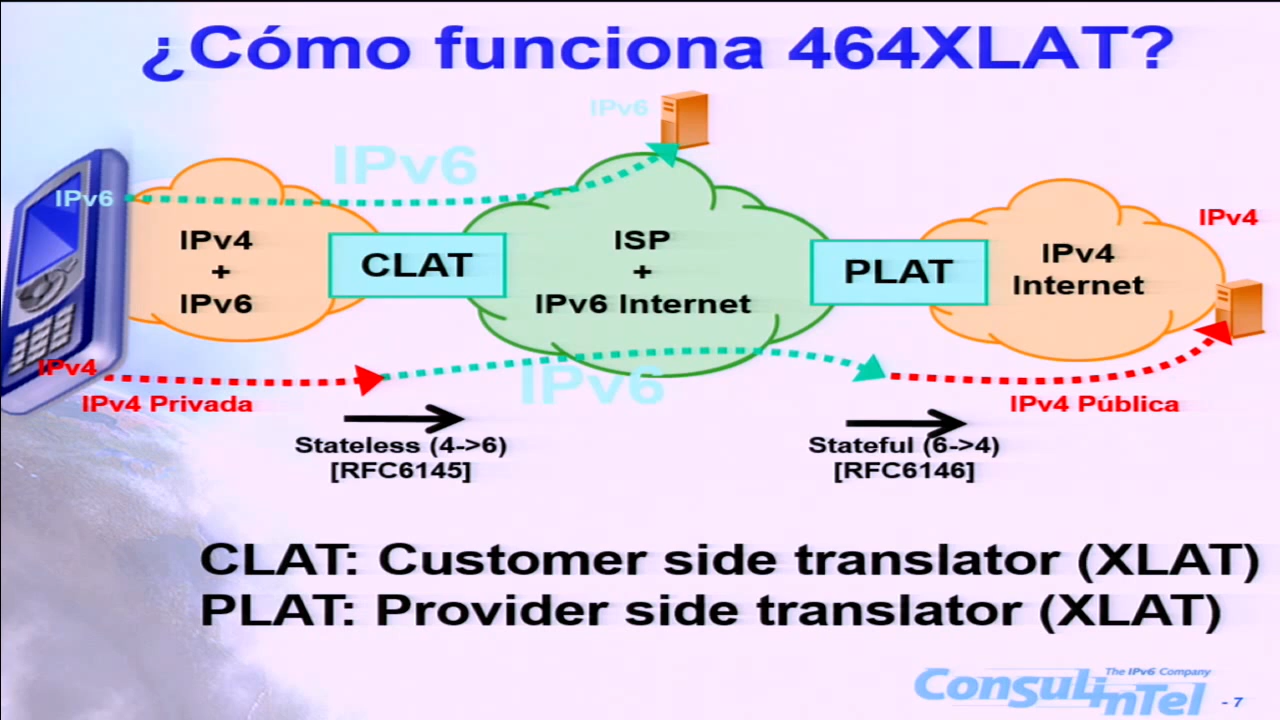 ¿Cómo funciona 464XLAT?
IPv6
IPv6
IPv6
IPv4
+
IPv6
CLAT
ISP
+
IPv6 Internet
PLAT
IPv4
Internet
IPv4
IPv4
IPv4 Privada
IPv6
IPv4 Pública
Stateless (4->6)
[RFC6145]
Stateful (6->4)
[RFC6146]
CLAT: Customer side translator (XLAT)
PLAT: Provider side translator (XLAT)
The IPv6 Company
Consulintel
- 7